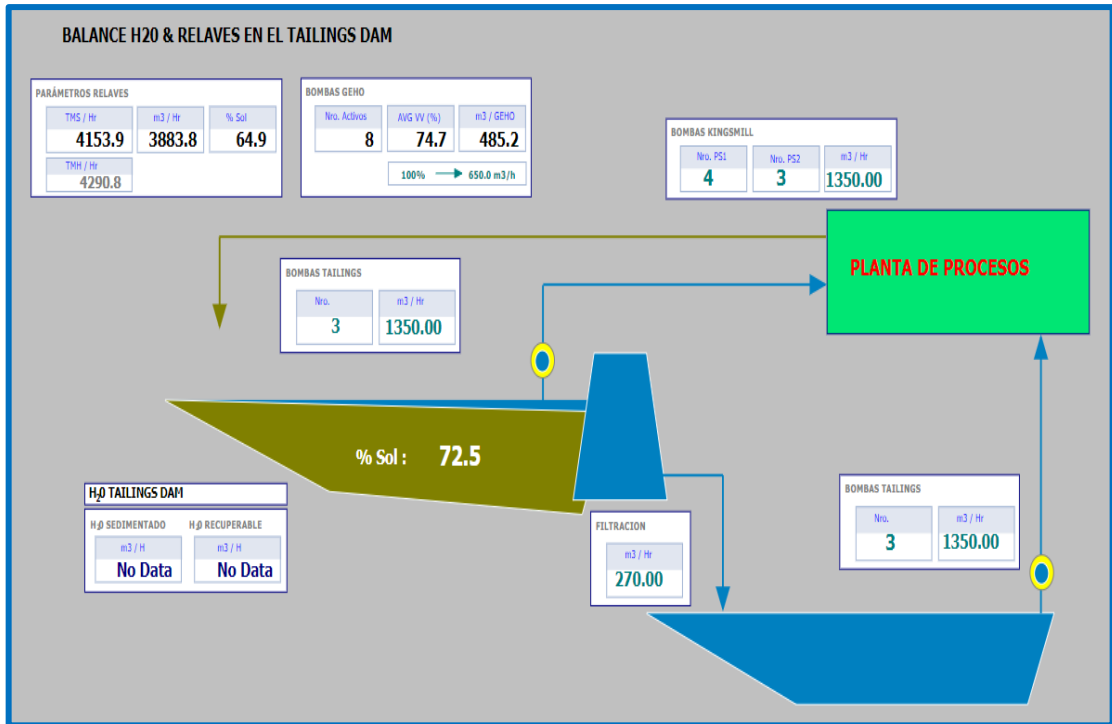 BALANCE H20 & RELAVES EN EL TAILINGS DAM
PARÁMETROS RELAVES
TMS / Hr m3 / Hr % Sol
4153.9 3883.8 64.9
TMH / Hr
4290.8
BOMBAS GEHO
Nro. Activos AVG VV (%) m3 / GEHO
8 74.7 485.2
100% → 650.0 m3/h
BOMBAS KINGSMILL
Nro. PS1 Nro. PS2 m3 / Hr
4 3 1350.00
PLANTA DE PROCESOS
BOMBAS TAILINGS
Nro. m3 / Hr
3 1350.00
% Sol : 72.5
H₂O TAILINGS DAM
H₂O SEDIMENTADO H₂O RECUPERABLE
m3 / H m3 / H
No Data No Data
FILTRACION
m3 / Hr
270.00
BOMBAS TAILINGS
Nro. m3 / Hr
3 1350.00